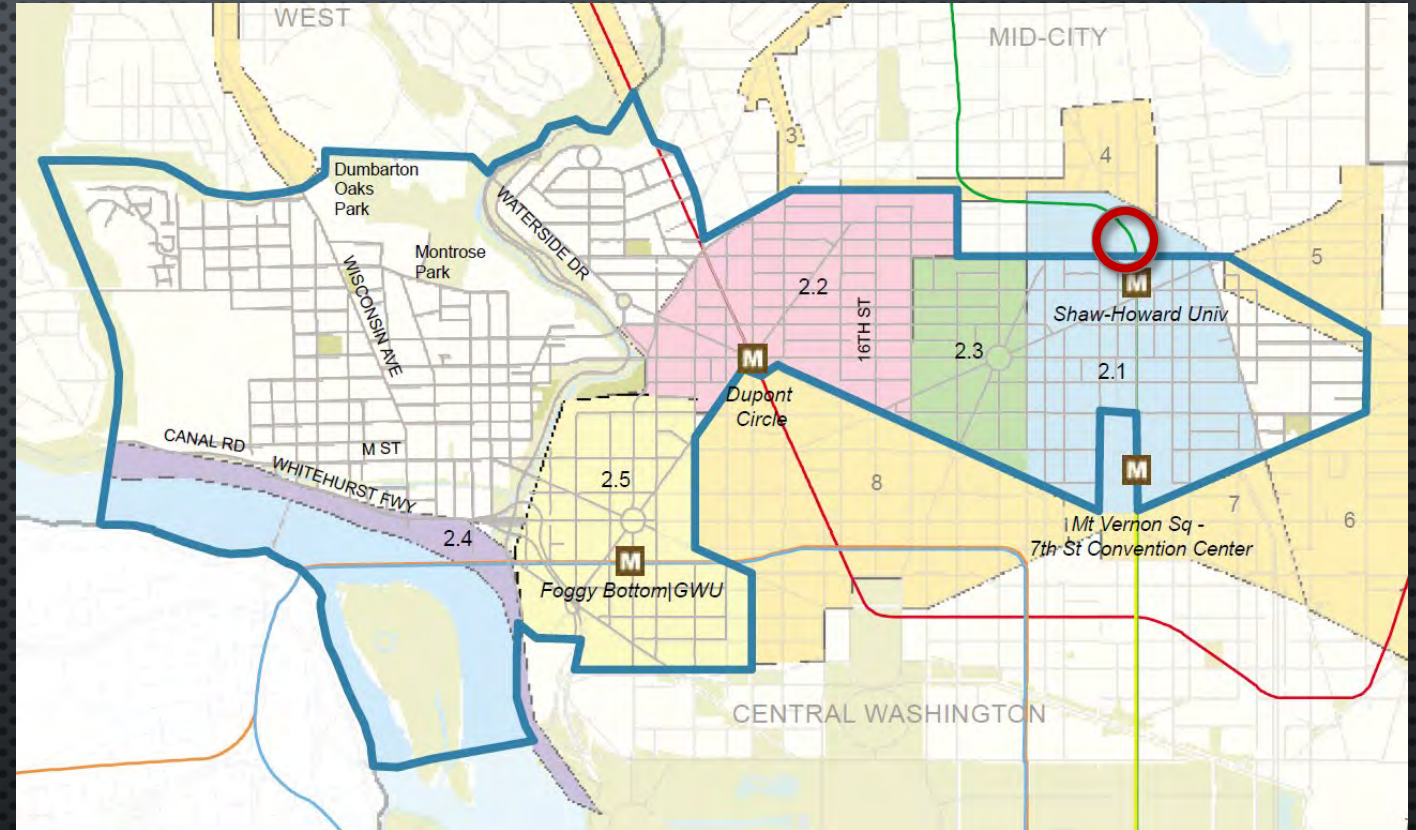 WEST
MID-CITY
3
4
Dumbarton
Oaks
Park
WATERSIDE DR
Montrose
Park
WISCONSIN AVE
5
2.2
16TH ST
M
Shaw-Howard Univ
2.3
2.1
M
Dupont
Circle
CANAL RD
M ST
WHITEHURST FWY
2.5
8
M
7
6
Mt Vernon Sq -
7th St Convention Center
2.4
M
Foggy Bottom|GWU
CENTRAL WASHINGTON